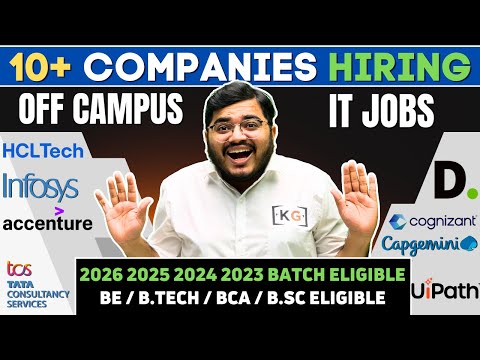 10+ COMPANIES HIRING
OFF CAMPUS
IT JOBS
HCLTech
Infosys
accenture
tcs
TATA
CONSULTANCY
SERVICES
KG
D.
cognizant
Capgemini
UiPath
2026 2025 2024 2023 BATCH ELIGIBLE
BE / B.TECH / BCA / B.SC ELIGIBLE